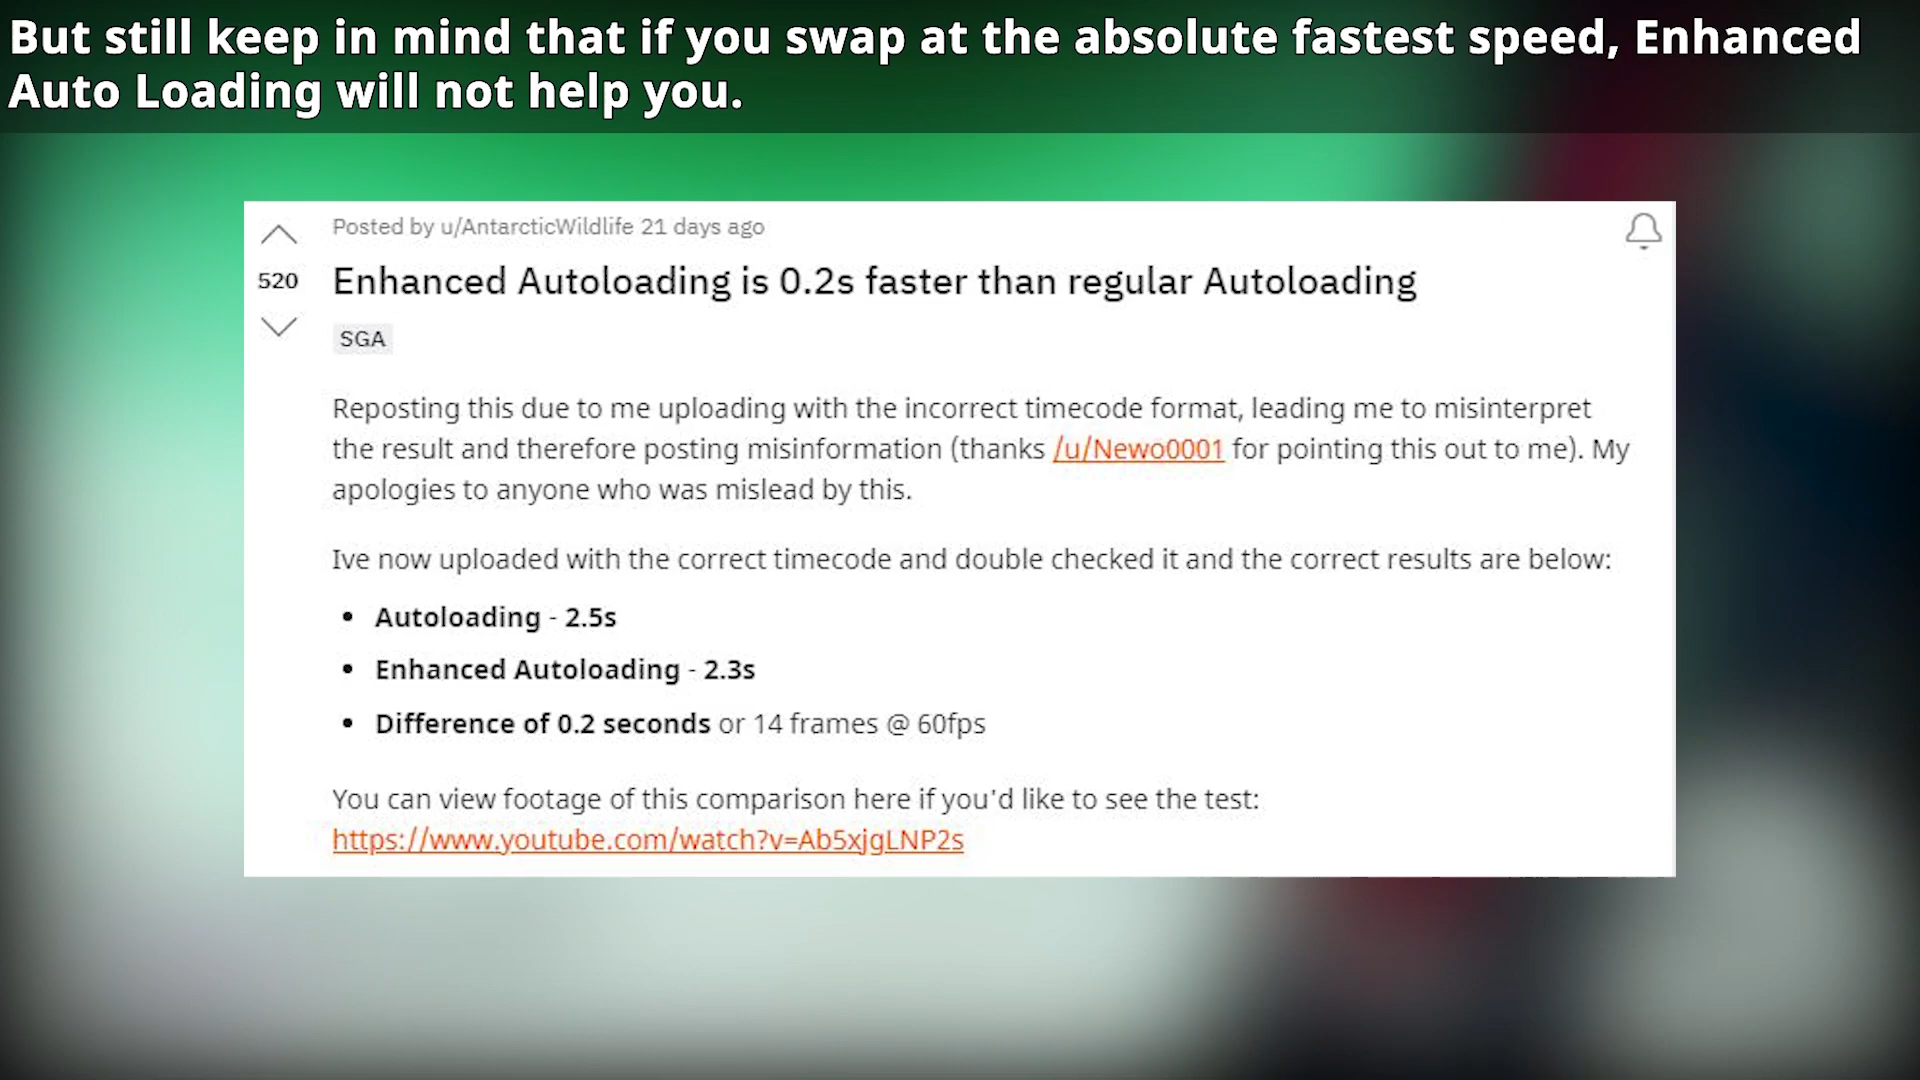 But still keep in mind that if you swap at the absolute fastest speed, Enhanced
Auto Loading will not help you.
Posted by u/AntarcticWildlife 21 days ago
520
Enhanced Autoloading is 0.2s faster than regular Autoloading
SGA
Reposting this due to me uploading with the incorrect timecode format, leading me to misinterpret
the result and therefore posting misinformation (thanks /u/Newo0001 for pointing this out to me). My
apologies to anyone who was mislead by this.
Ive now uploaded with the correct timecode and double checked it and the correct results are below:
• Autoloading - 2.5s
• Enhanced Autoloading - 2.3s
• Difference of 0.2 seconds or 14 frames @ 60fps
You can view footage of this comparison here if you'd like to see the test:
https://www.youtube.com/watch?v=Ab5xjgLNP2s